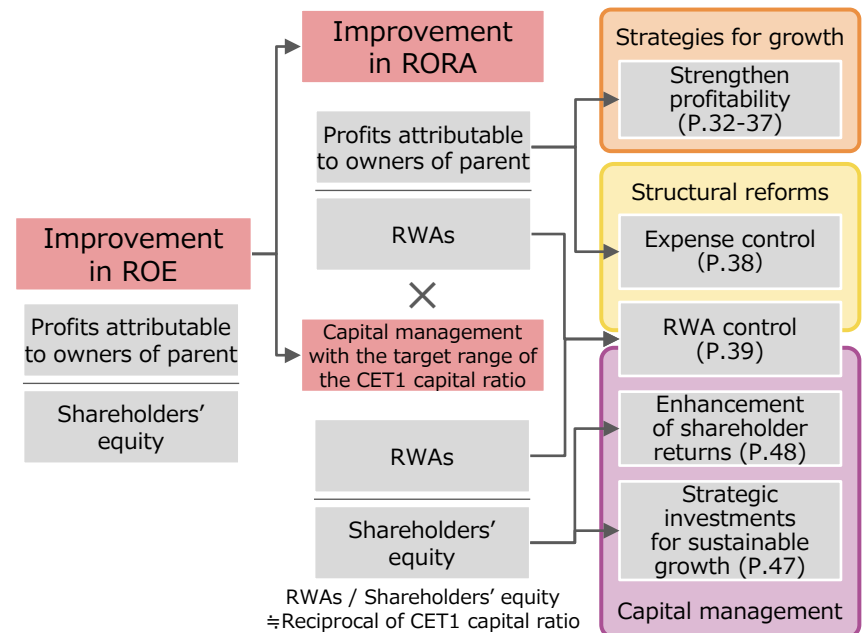 Improvement
in ROE
Profits attributable
to owners of parent
Shareholders’
equity
Improvement
in RORA
Profits attributable
to owners of parent
RWAs
×
Capital management
with the target range of
the CET1 capital ratio
RWAs
Shareholders’
equity
RWAs / Shareholders’ equity
≒Reciprocal of CET1 capital ratio
Strategies for growth
Strengthen
profitability
(P.32-37)
Structural reforms
Expense control
(P.38)
RWA control
(P.39)
Enhancement
of shareholder
returns (P.48)
Strategic
investments
for sustainable
growth (P.47)
Capital management